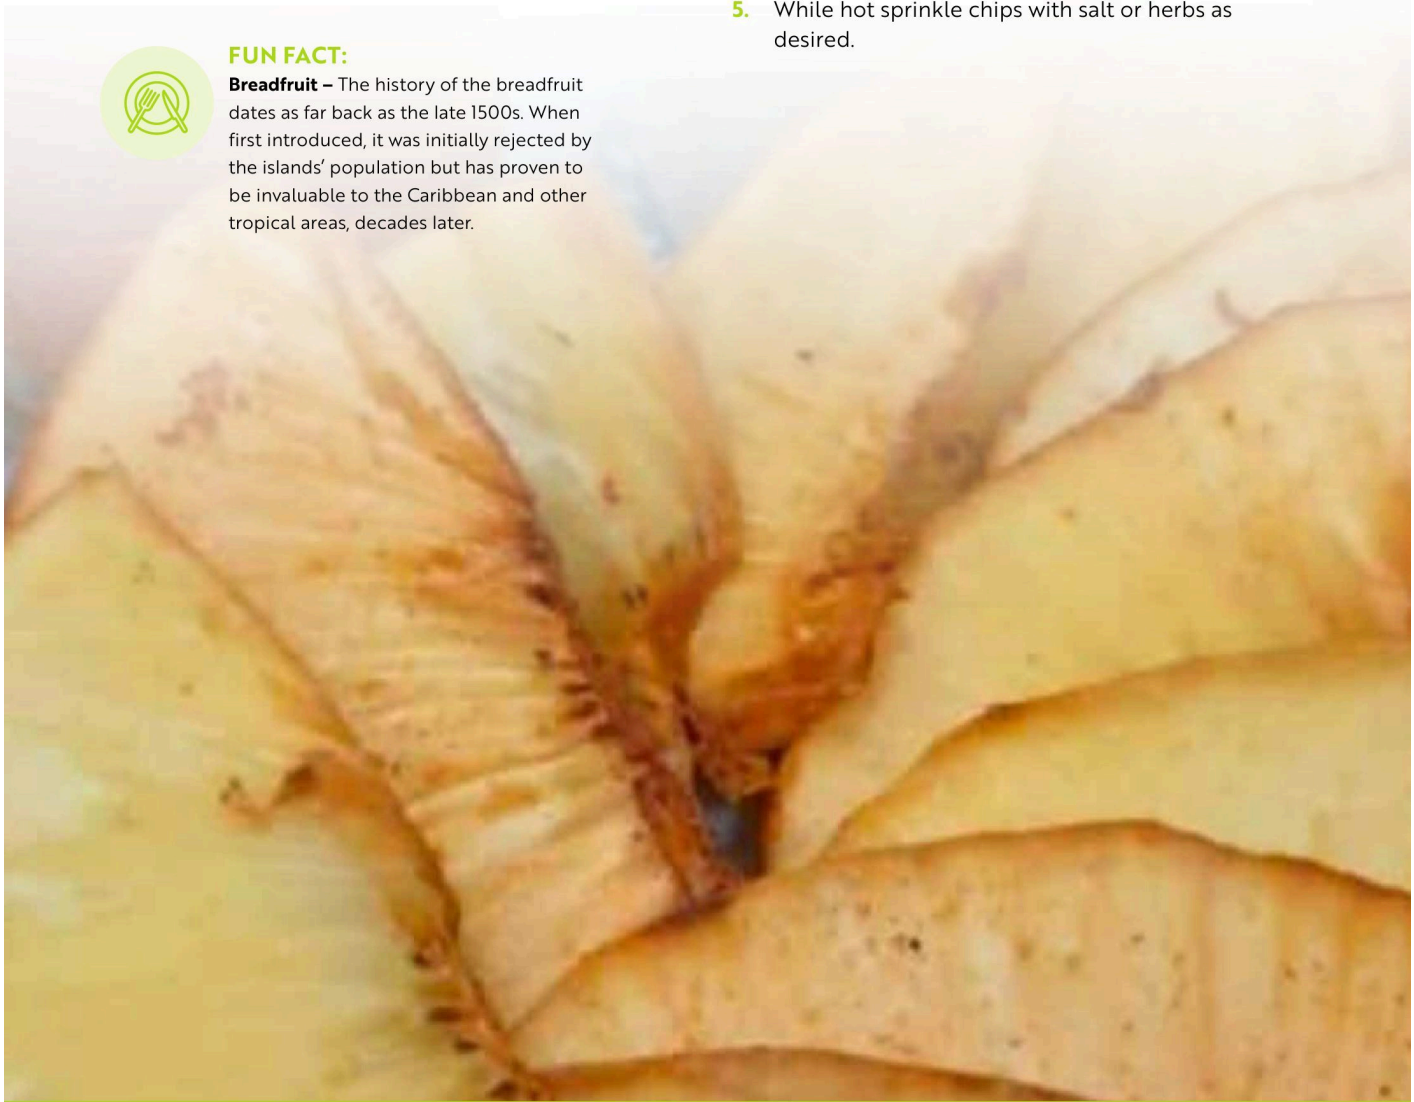 5. While hot sprinkle chips with salt or herbs as
desired.
FUN FACT:
Breadfruit – The history of the breadfruit
dates as far back as the late 1500s. When
first introduced, it was initially rejected by
the islands’ population but has proven to
be invaluable to the Caribbean and other
tropical areas, decades later.